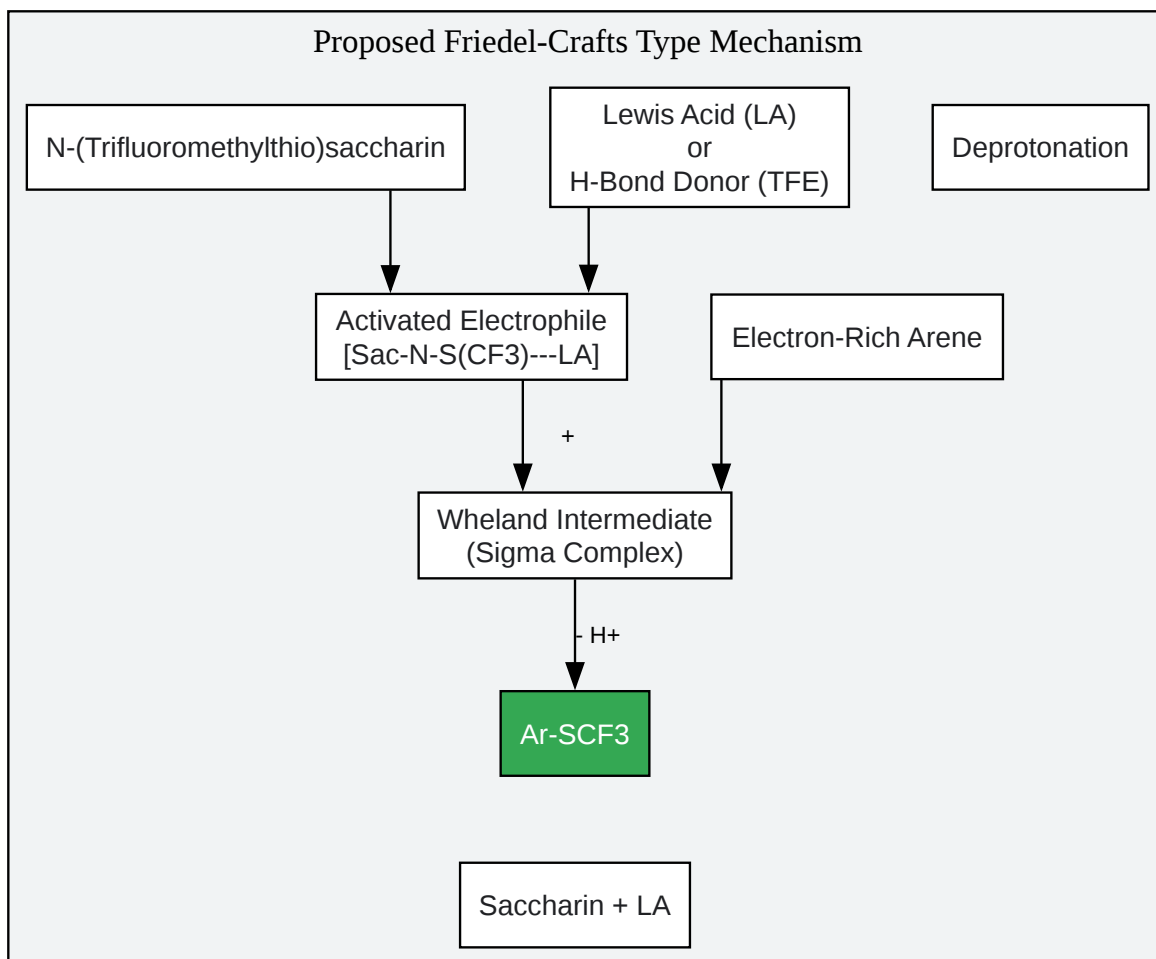 Proposed Friedel-Crafts Type Mechanism
N-(Trifluoromethylthio)saccharin
Lewis Acid (LA)
or
H-Bond Donor (TFE)
Deprotonation
Activated Electrophile
[Sac-N-S(CF3)---LA]
Electron-Rich Arene
+
Wheland Intermediate
(Sigma Complex)
- H+
Ar-SCF3
Saccharin + LA